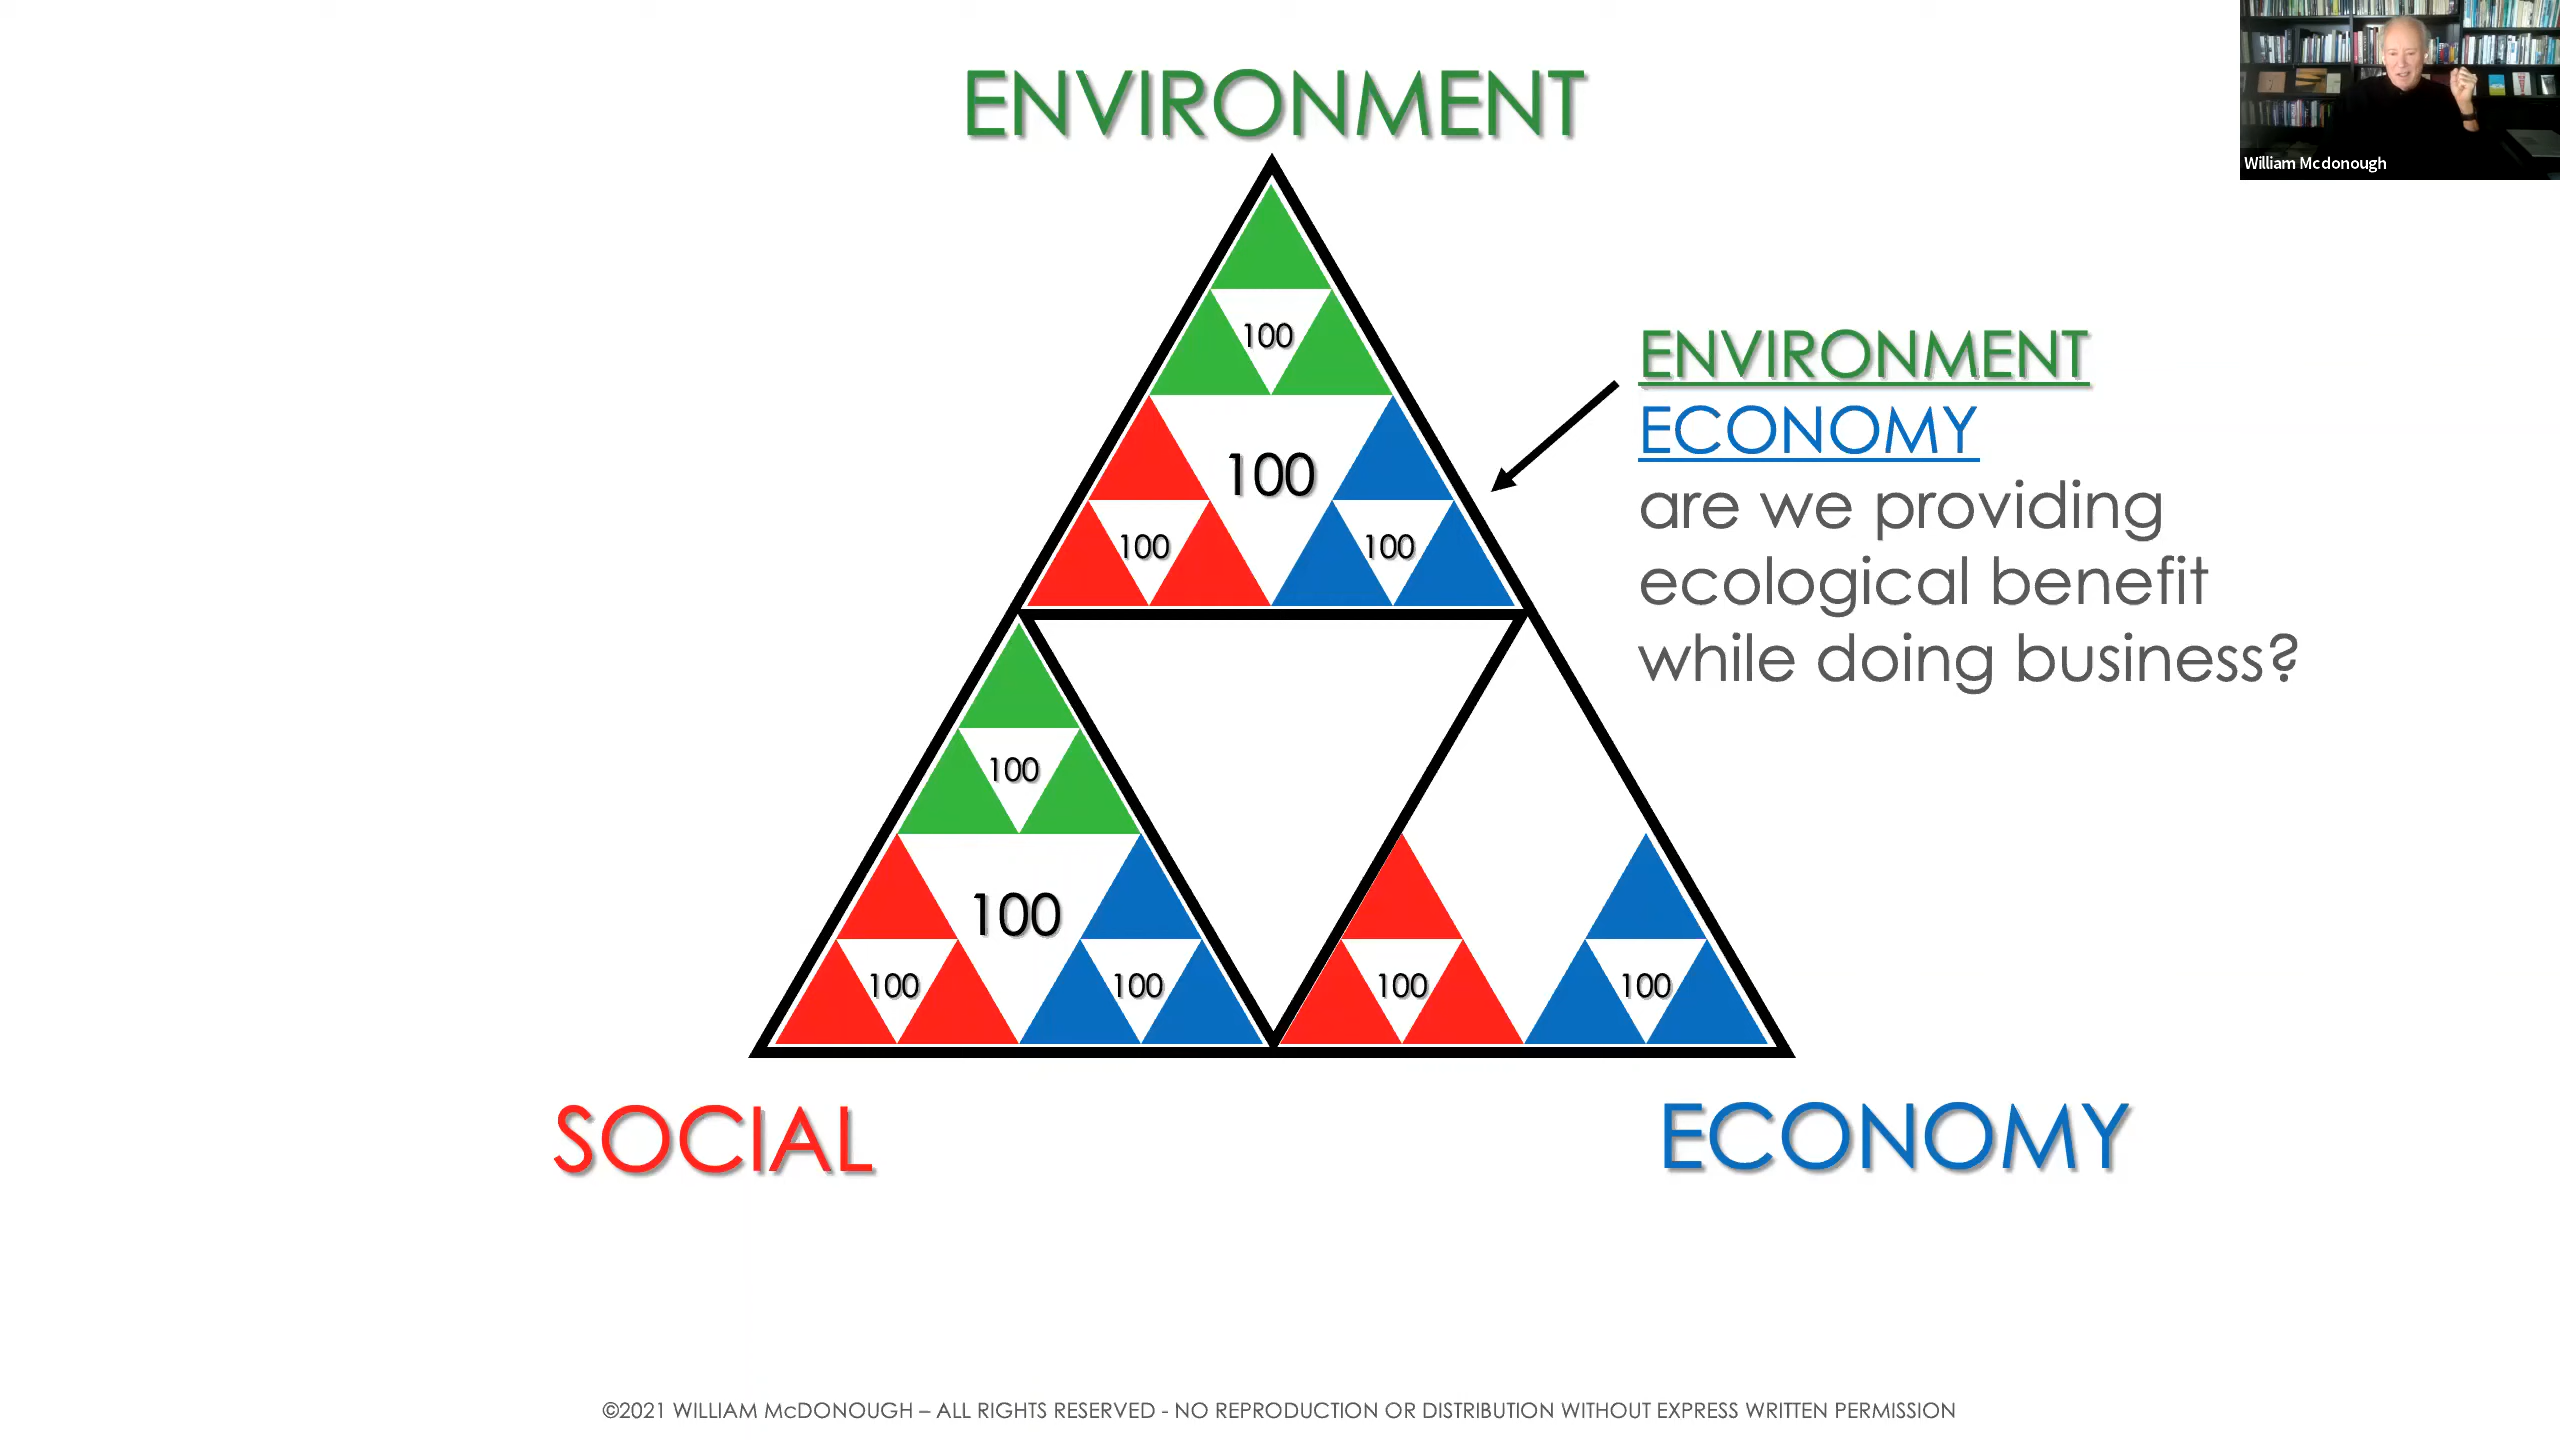 ENVIRONMENT
William Mcdonough
100
ENVIRONMENT
ECONOMY
are we providing
ecological benefit
while doing business?
100
100
100
100
100
100
100
100
100
SOCIAL
ECONOMY
©2021 WILLIAM McDONOUGH – ALL RIGHTS RESERVED - NO REPRODUCTION OR DISTRIBUTION WITHOUT EXPRESS WRITTEN PERMISSION